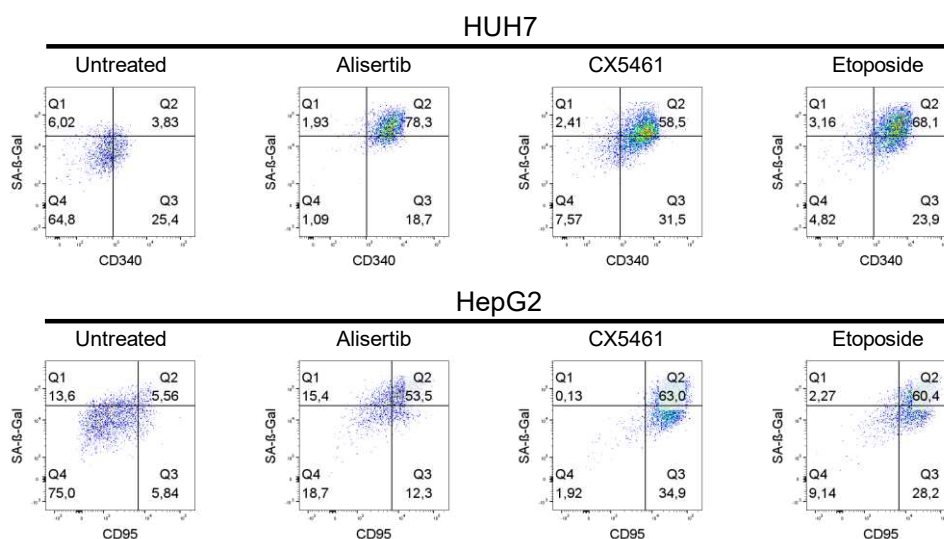 HUH7
Untreated Alisertib CX5461 Etoposide
Q1 Q2 Q1 Q2 Q1 Q2 Q1 Q2
6,02 3,83 1,93 78,3 2,41 58,5 3,16 68,1
SA-ß-Gal SA-ß-Gal SA-ß-Gal SA-ß-Gal
Q4 Q3 Q4 Q3 Q4 Q3 Q4 Q3
64,8 25,4 1,09 18,7 7,57 31,5 4,82 23,9
CD340 CD340 CD340 CD340
HepG2
Untreated Alisertib CX5461 Etoposide
Q1 Q2 Q1 Q2 Q1 Q2 Q1 Q2
13,6 5,56 15,4 53,5 0,13 63,0 2,27 60,4
SA-ß-Gal SA-ß-Gal SA-ß-Gal SA-ß-Gal
Q4 Q3 Q4 Q3 Q4 Q3 Q4 Q3
75,0 5,84 18,7 12,3 1,92 34,9 9,14 28,2
CD95 CD95 CD95 CD95